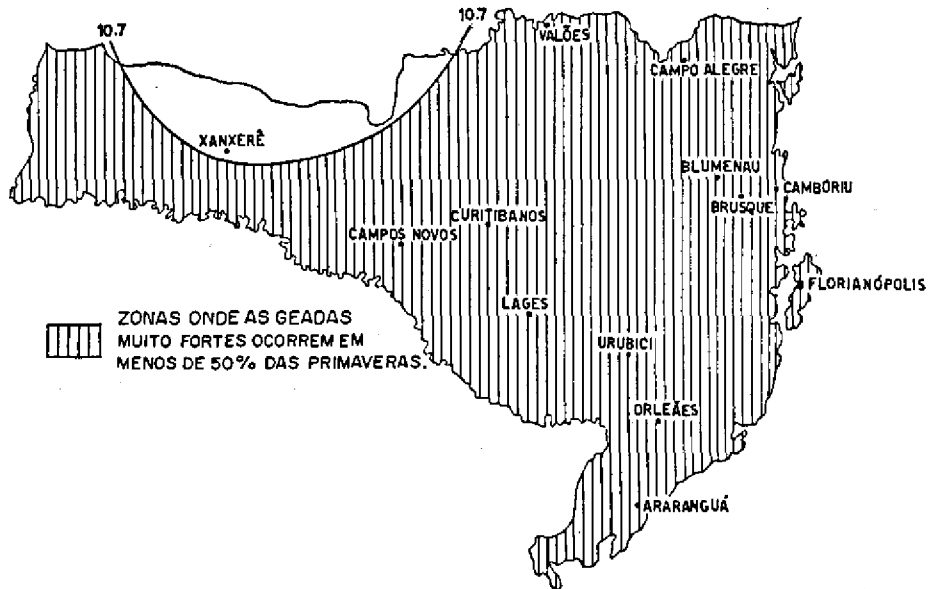 10.7
10.7
VALÕES
CAMPO ALEGRE
XANXERÊ
BLUMENAU
CAMBÓRIU
BRUSQUE
CURITIBANOS
CAMPOS NOVOS
FLORIANÓPOLIS
LAGES
ZONAS ONDE AS GEADAS
MUITO FORTES OCORREM EM
MENOS DE 50% DAS PRIMAVERAS.
URUBICI
ORLEÃES
ARARANGUÁ